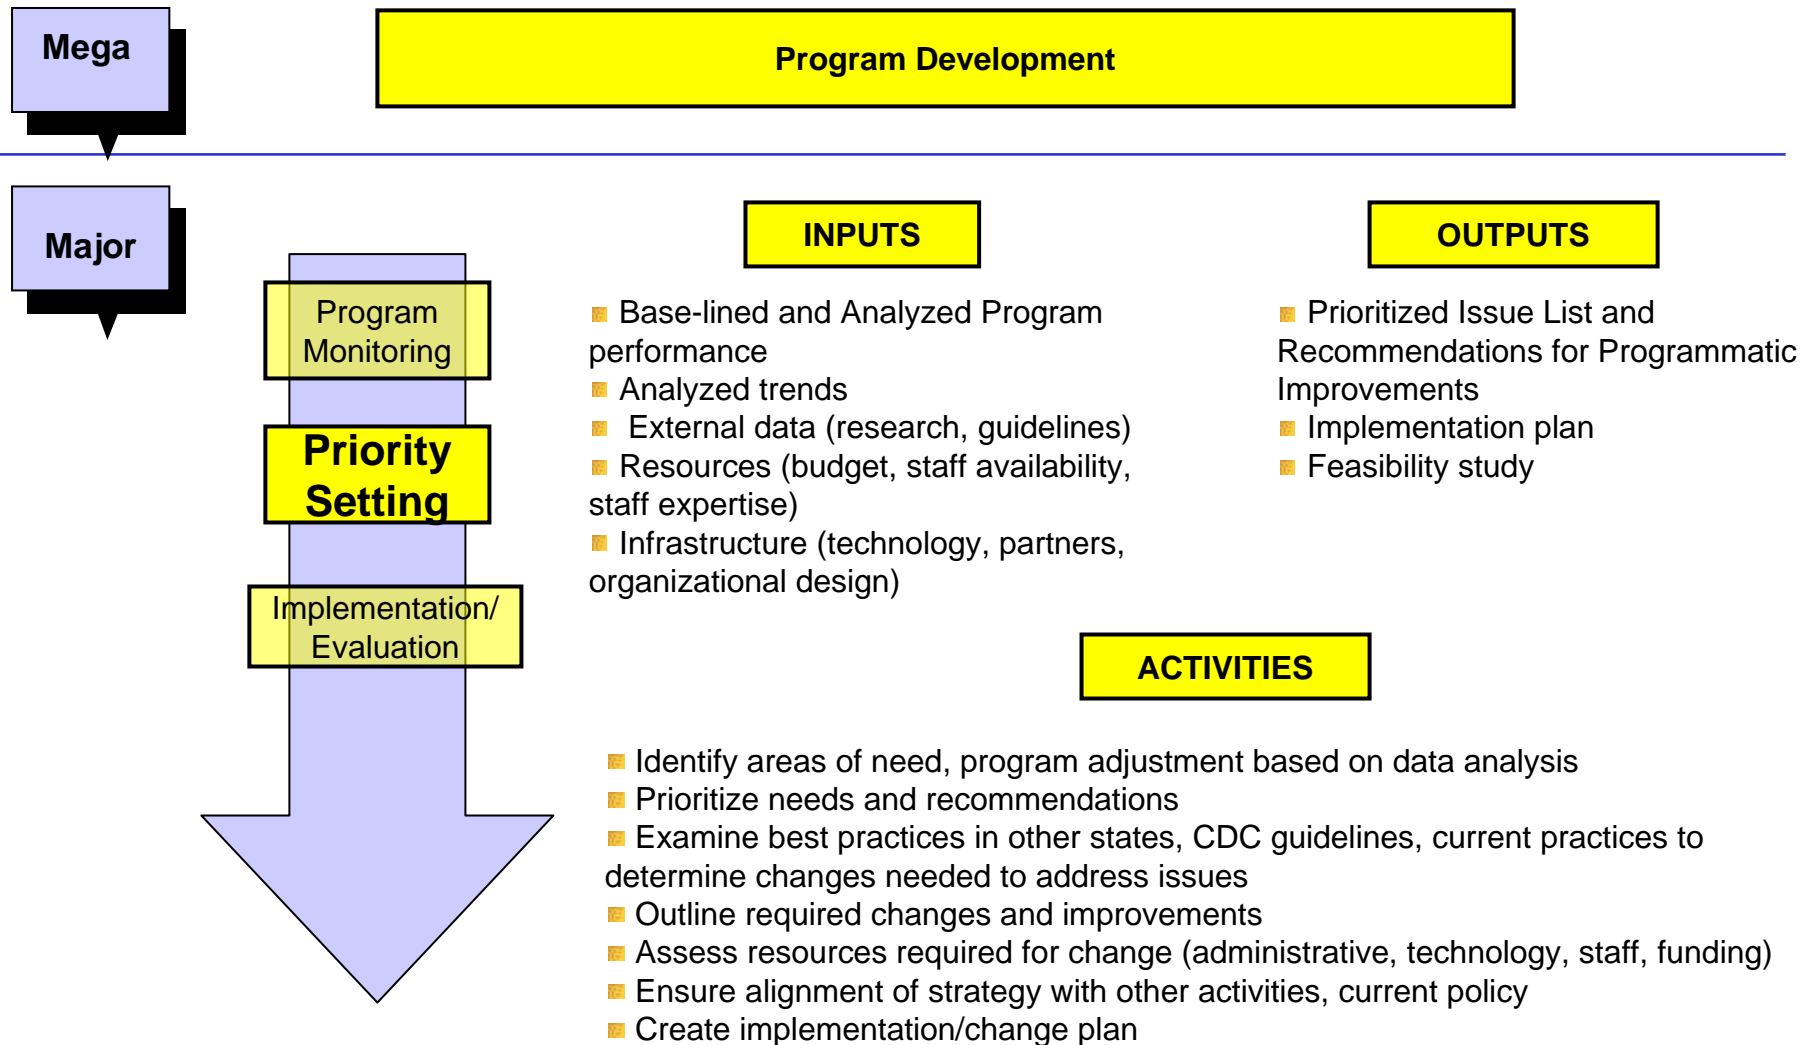 Mega
Program Development
Major
Program
Monitoring
Priority
Setting
Implementation/
Evaluation
INPUTS
Base-lined and Analyzed Program
performance
Analyzed trends
External data (research, guidelines)
Resources (budget, staff availability,
staff expertise)
Infrastructure (technology, partners,
organizational design)
OUTPUTS
Prioritized Issue List and
Recommendations for Programmatic
Improvements
Implementation plan
Feasibility study
ACTIVITIES
Identify areas of need, program adjustment based on data analysis
Prioritize needs and recommendations
Examine best practices in other states, CDC guidelines, current practices to
determine changes needed to address issues
Outline required changes and improvements
Assess resources required for change (administrative, technology, staff, funding)
Ensure alignment of strategy with other activities, current policy
Create implementation/change plan